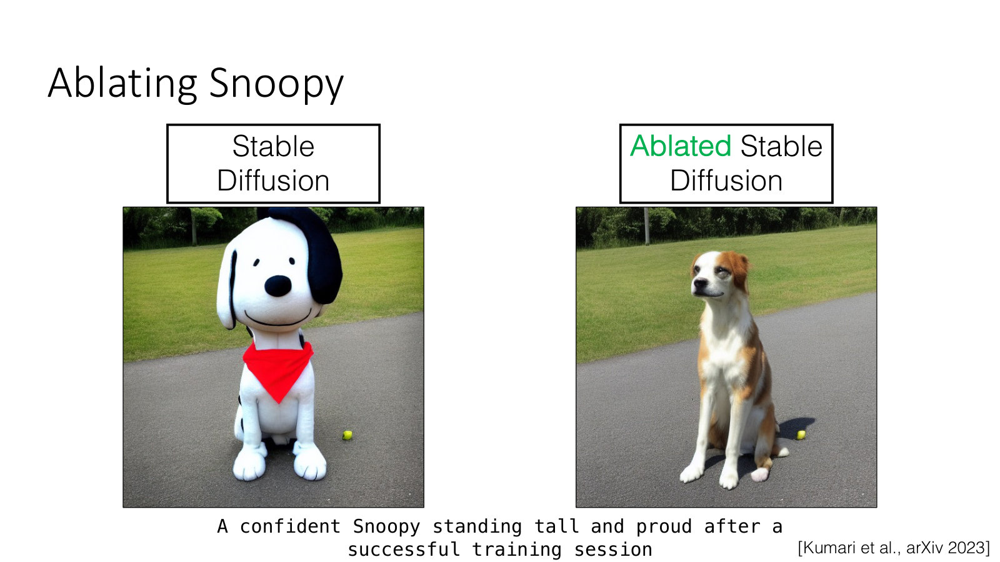 Ablating Snoopy
Stable
Diffusion
Ablated Stable
Diffusion
A confident Snoopy standing tall and proud after a
successful training session
[Kumari et al., arXiv 2023]